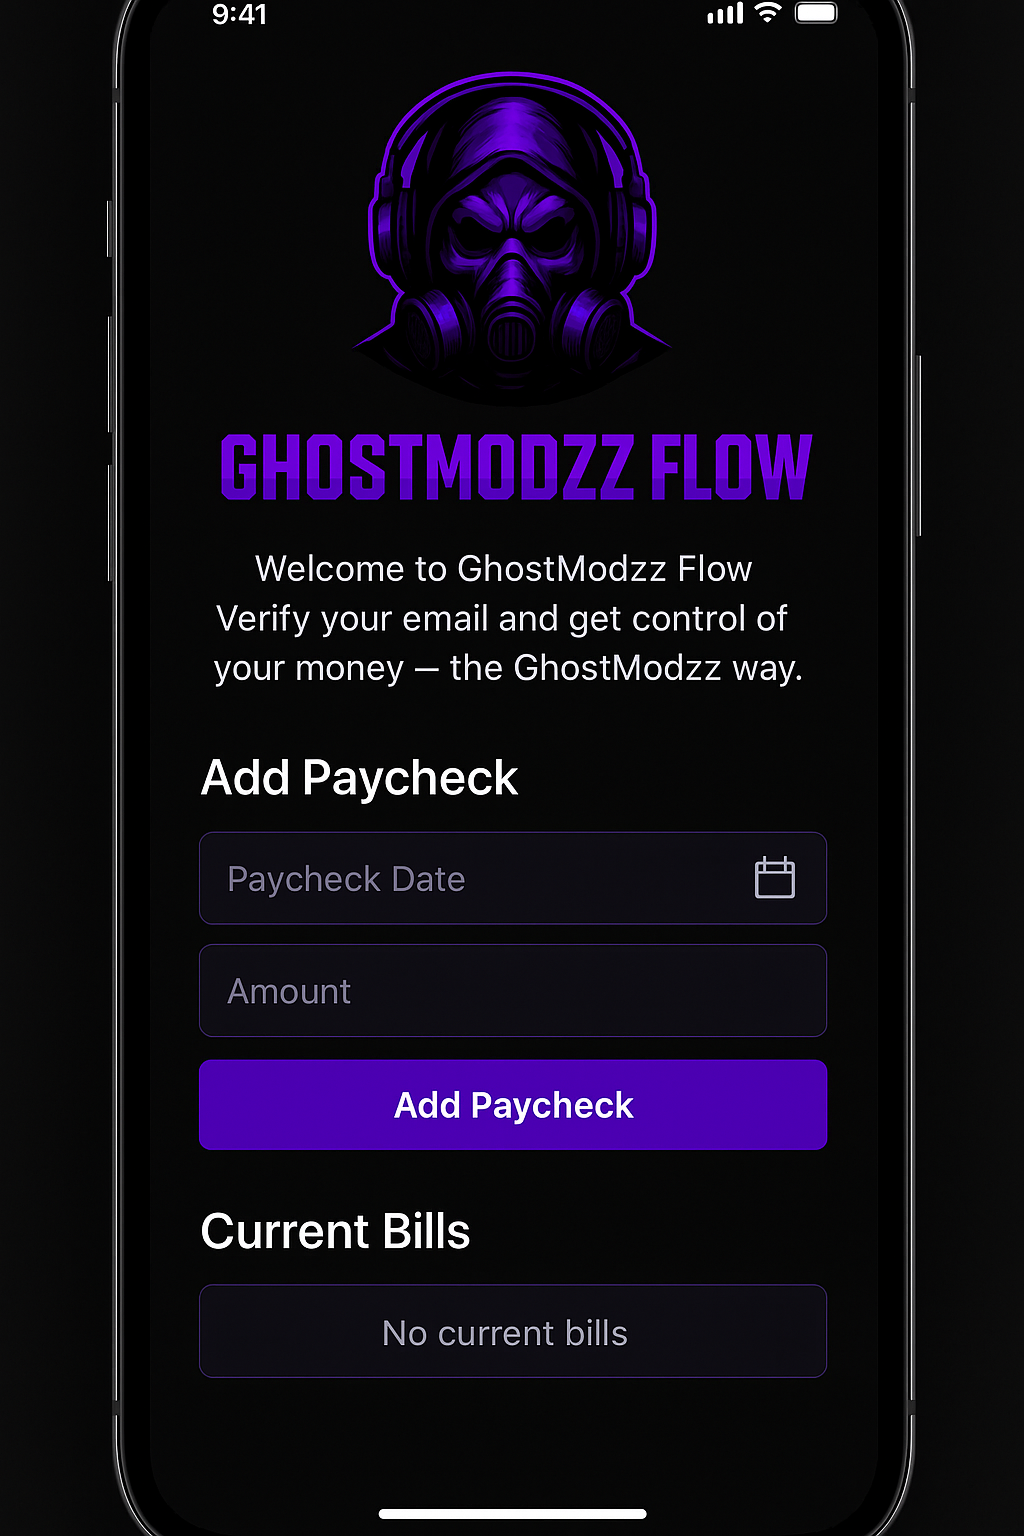 9:41
GHOSTMODZZ FLOW
Welcome to GhostModzz Flow
Verify your email and get control of
your money — the GhostModzz way.
Add Paycheck
Paycheck Date
Amount
Add Paycheck
Current Bills
No current bills